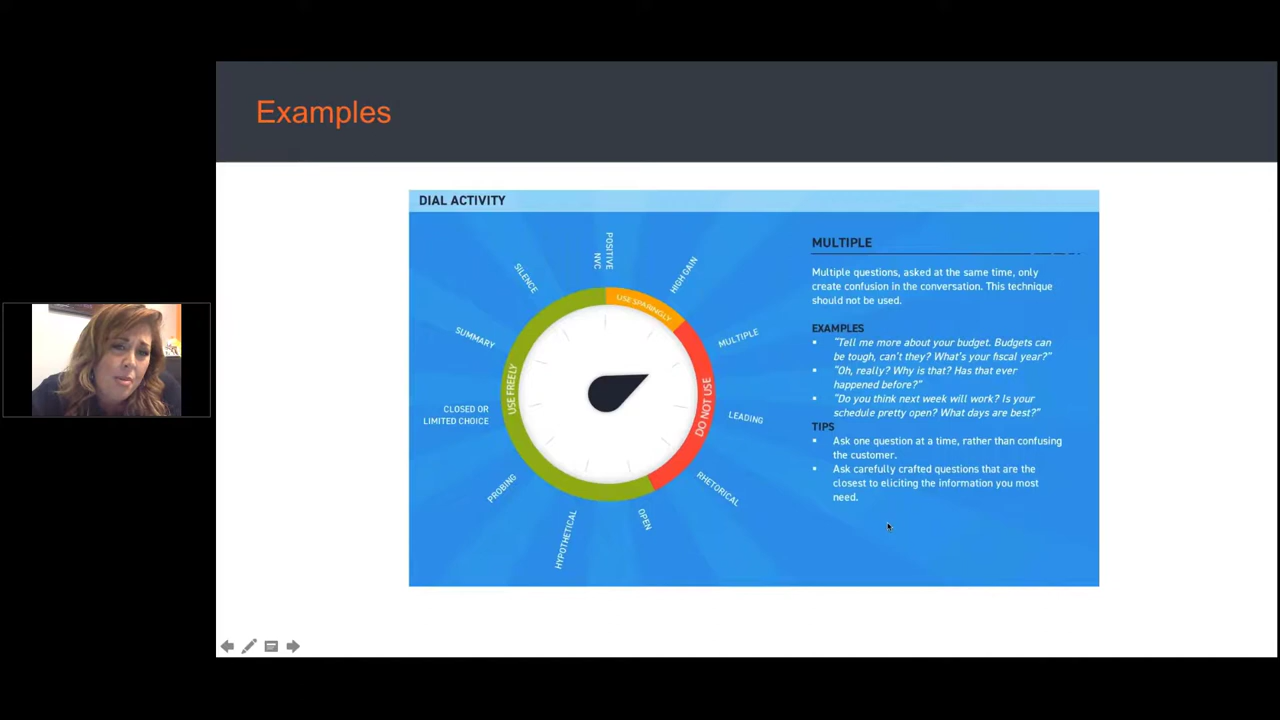 Examples
DIAL ACTIVITY
POSITIVE
NVC
HIGH GAIN
MULTIPLE
LEADING
RHETORICAL
OPEN
HYPOTHETICAL
PROBING
CLOSED OR
LIMITED CHOICE
SUMMARY
SILENCE
USE SPARINGLY
DO NOT USE
USE FREELY
MULTIPLE
Multiple questions, asked at the same time, only
create confusion in the conversation. This technique
should not be used.
EXAMPLES
▪ “Tell me more about your budget. Budgets can
be tough, can’t they? What’s your fiscal year?”
▪ “Oh, really? Why is that? Has that ever
happened before?”
▪ “Do you think next week will work? Is your
schedule pretty open? What days are best?”
TIPS
▪ Ask one question at a time, rather than confusing
the customer.
▪ Ask carefully crafted questions that are the
closest to eliciting the information you most
need.